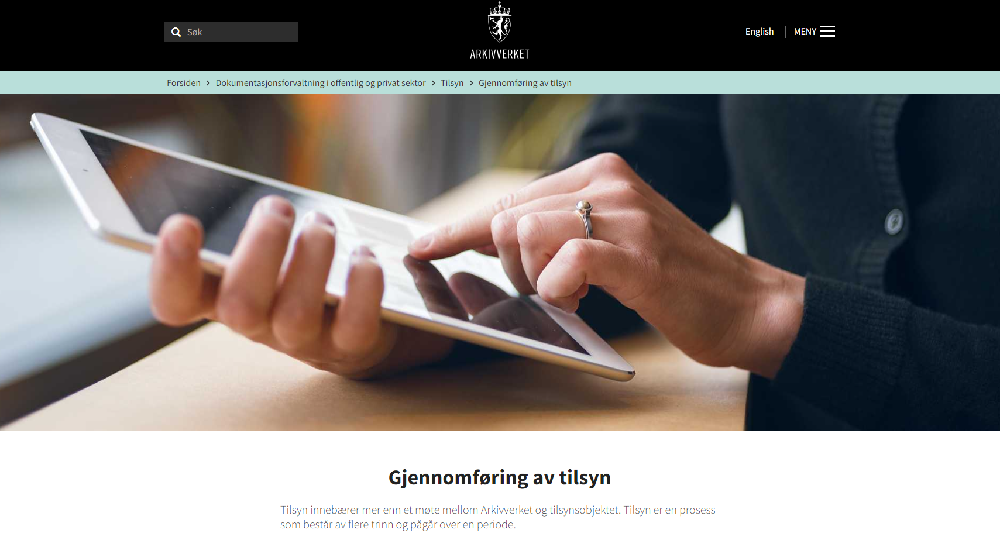 Søk
ARKIVVERKET
English
MENY
Forsiden > Dokumentasjonsforvaltning i offentlig og privat sektor > Tilsyn > Gjennomføring av tilsyn
Gjennomføring av tilsyn
Tilsyn innebærer mer enn et møte mellom Arkivverket og tilsynsobjektet. Tilsyn er en prosess
som består av flere trinn og pågår over en periode.